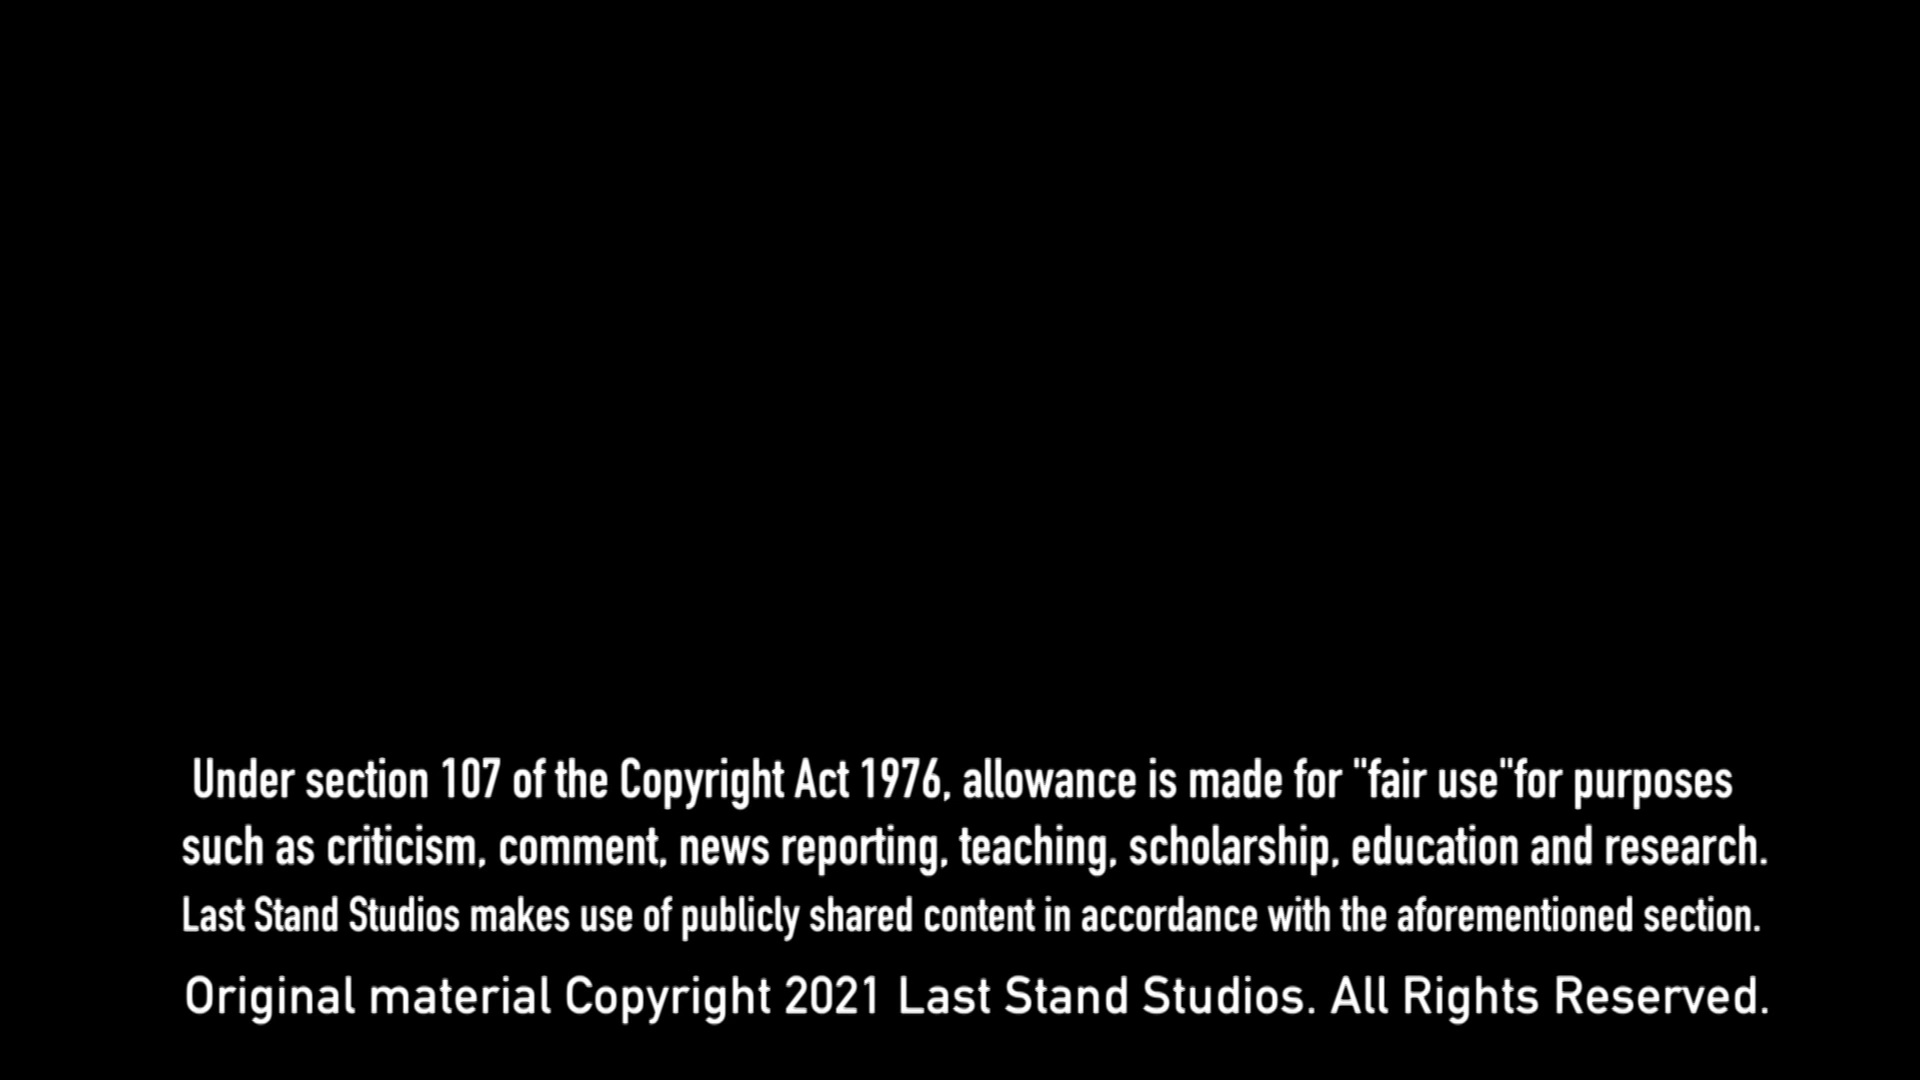 Under section 107 of the Copyright Act 1976, allowance is made for "fair use"for purposes
such as criticism, comment, news reporting, teaching, scholarship, education and research.
Last Stand Studios makes use of publicly shared content in accordance with the aforementioned section.
Original material Copyright 2021 Last Stand Studios. All Rights Reserved.